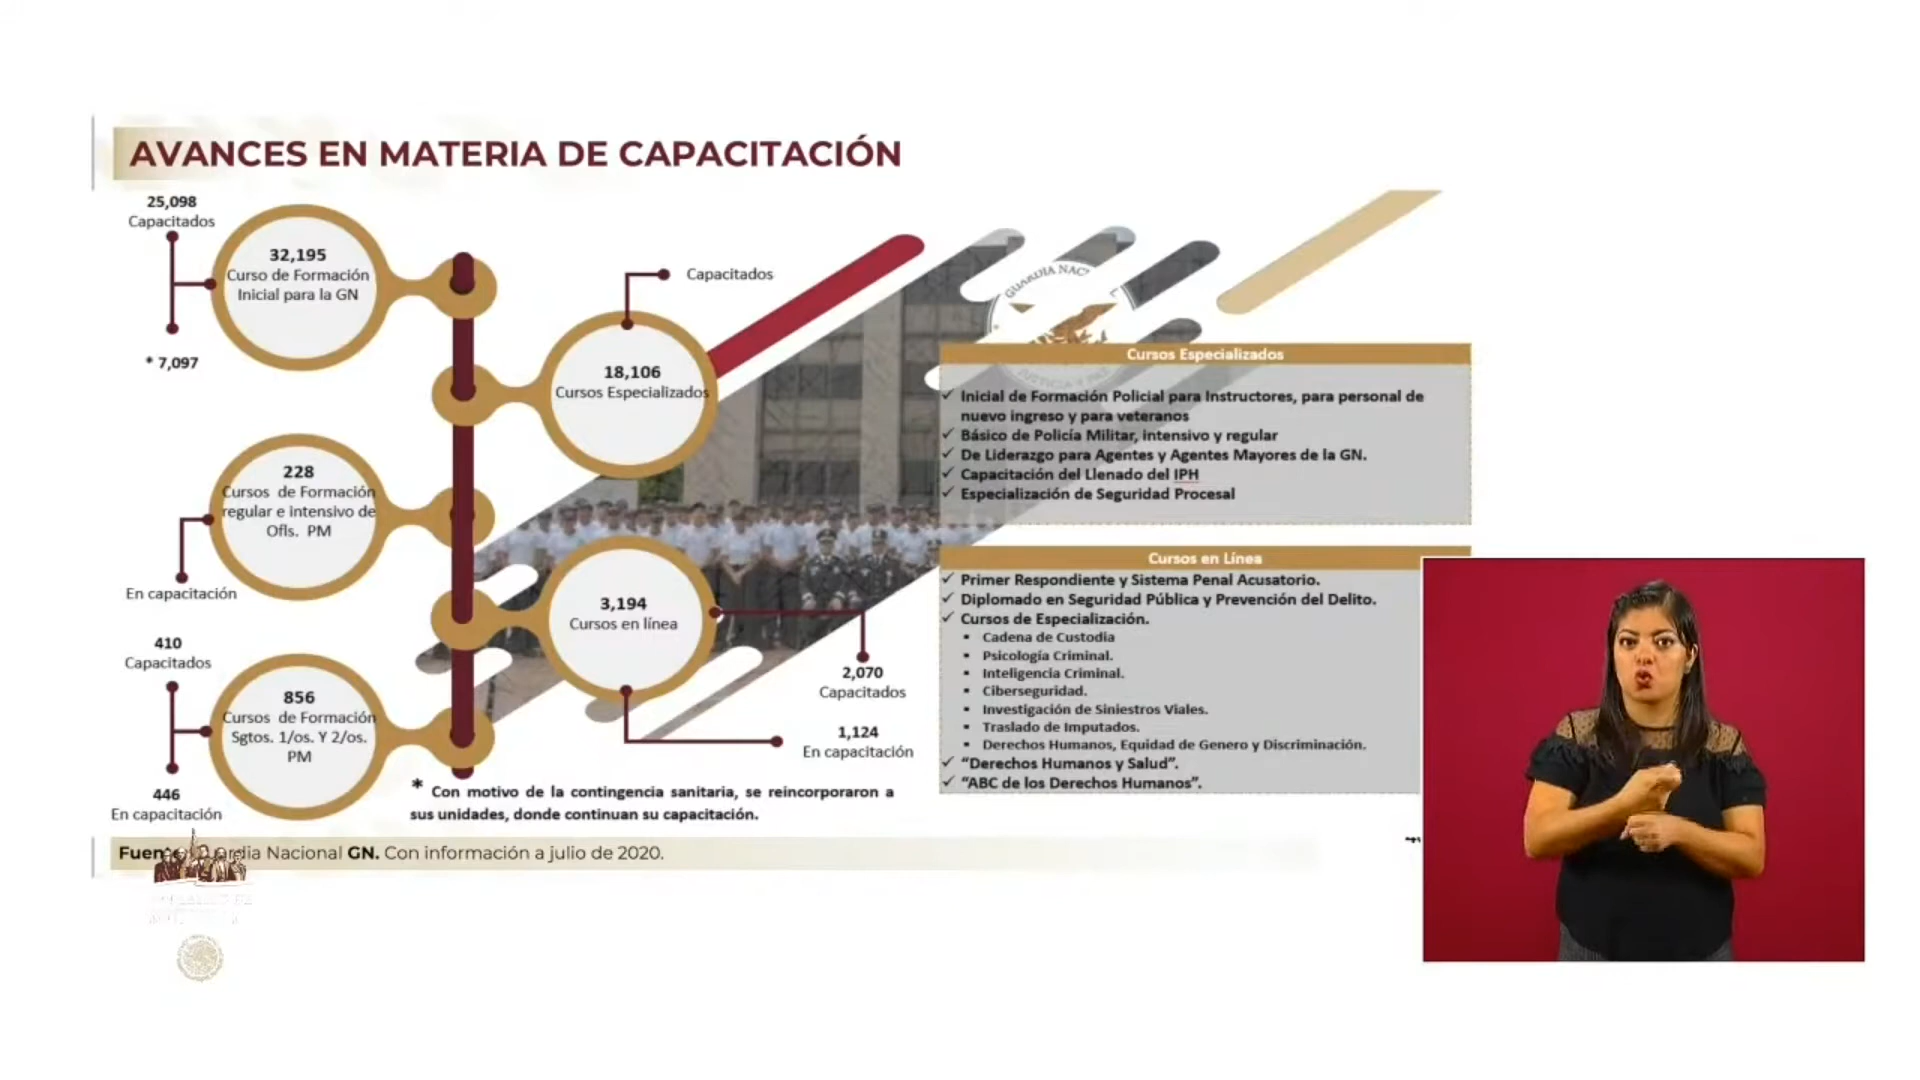 AVANCES EN MATERIA DE CAPACITACIÓN
25,098
Capacitados
32,195
Curso de Formación
Inicial para la GN
* 7,097
Capacitados
18,106
Cursos Especializados
228
Cursos de Formación
regular e intensivo de
Ofls. PM
En capacitación
3,194
Cursos en línea
2,070
Capacitados
1,124
En capacitación
410
Capacitados
856
Cursos de Formación
Sgtos. 1/os. Y 2/os.
PM
446
En capacitación
* Con motivo de la contingencia sanitaria, se reincorporaron a
sus unidades, donde continuan su capacitación.
GUARDIA NAC
Cursos Especializados
✓ Inicial de Formación Policial para Instructores, para personal de
nuevo ingreso y para veteranos
✓ Básico de Policía Militar, intensivo y regular
✓ De Liderazgo para Agentes y Agentes Mayores de la GN.
✓ Capacitación del Llenado del IPH
✓ Especialización de Seguridad Procesal
Cursos en Línea
✓ Primer Respondiente y Sistema Penal Acusatorio.
✓ Diplomado en Seguridad Pública y Prevención del Delito.
✓ Cursos de Especialización.
▪ Cadena de Custodia
▪ Psicología Criminal.
▪ Inteligencia Criminal.
▪ Ciberseguridad.
▪ Investigación de Siniestros Viales.
▪ Traslado de Imputados.
▪ Derechos Humanos, Equidad de Genero y Discriminación.
✓ “Derechos Humanos y Salud”.
✓ “ABC de los Derechos Humanos”.
Nacional GN. Con información a julio de 2020.